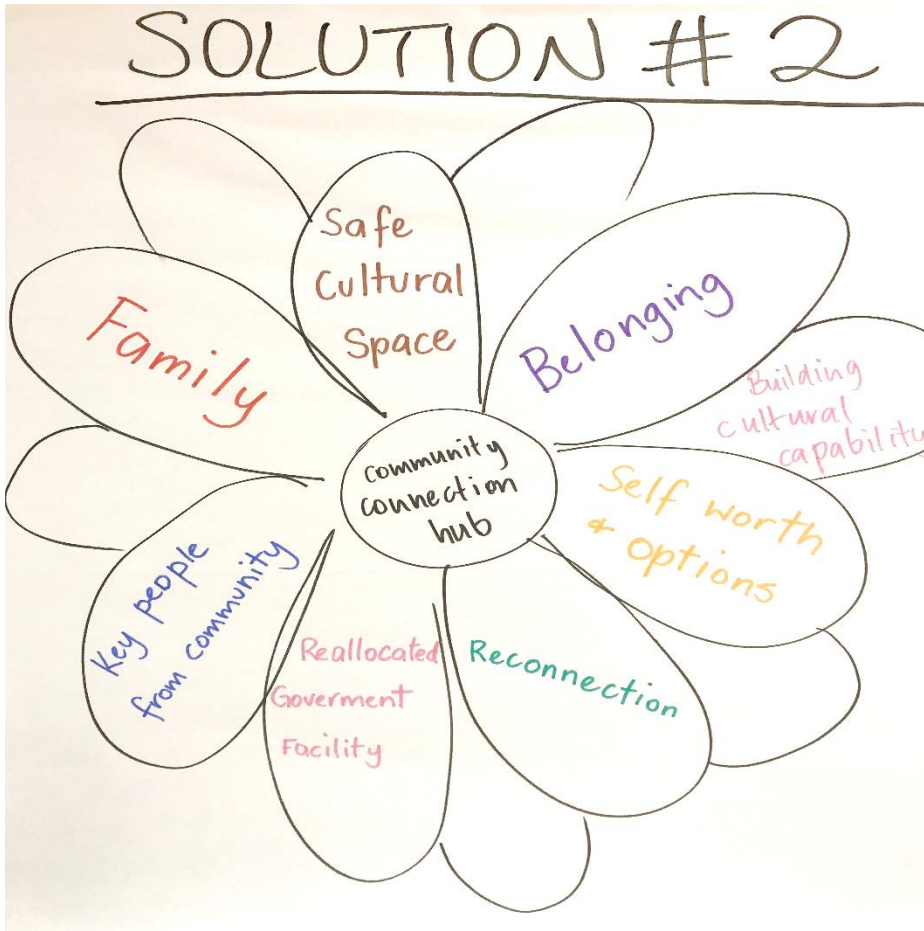 SOLUTION # 2
Safe
Cultural
Space
Belonging
Building
cultural
capability
Self worth
+ Options
Reconnection
Reallocated
Goverment
Facility
Key people
from community
Family
community
connection
hub